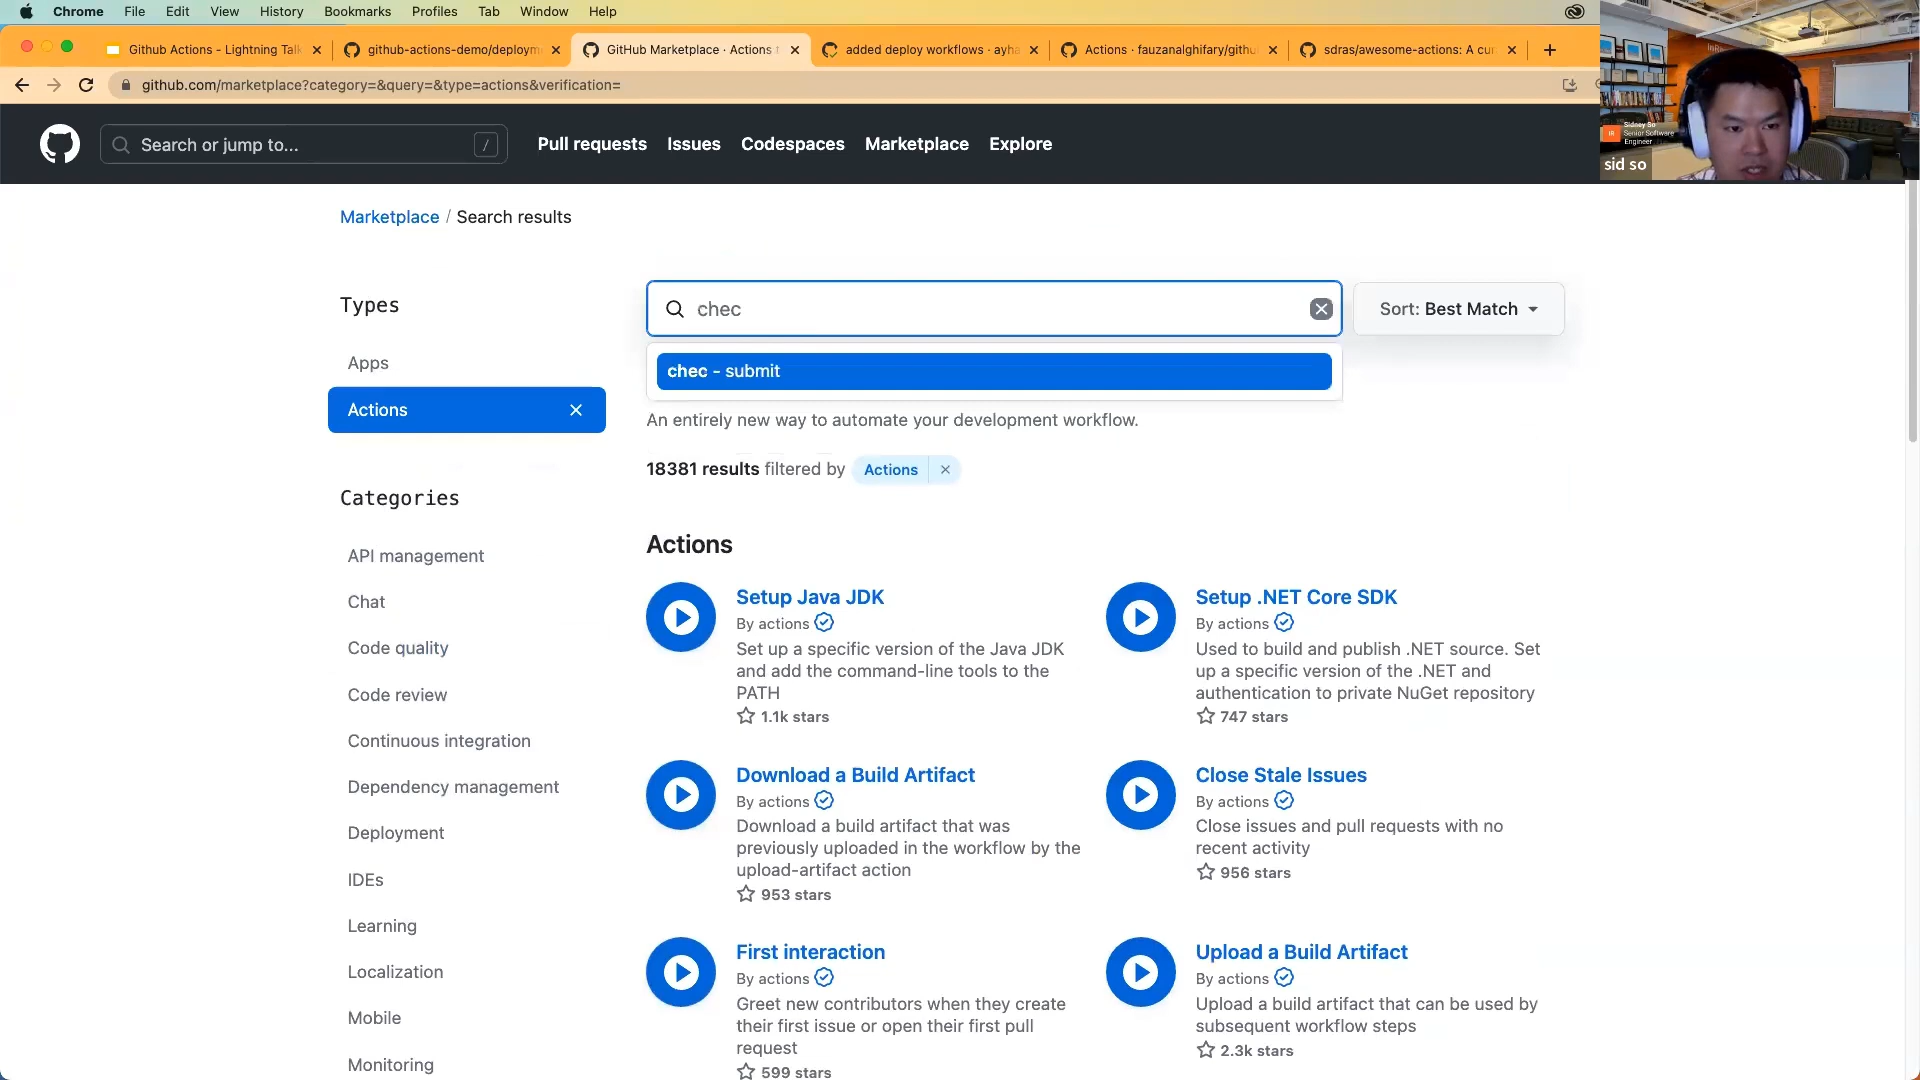 Chrome File Edit View History Bookmarks Profiles Tab Window Help
Github Actions - Lightning Talk
github-actions-demo/deployme
GitHub Marketplace · Actions t
added deploy workflows · ayha
Actions · fauzanalghifary/githu
sdras/awesome-actions: A cur
github.com/marketplace?category=&query=&type=actions&verification=
Search or jump to... /
Pull requests Issues Codespaces Marketplace Explore
IR
Sidney So
Senior Software
Engineer
sid so
Marketplace / Search results
Types
Apps
Actions
Categories
API management
Chat
Code quality
Code review
Continuous integration
Dependency management
Deployment
IDEs
Learning
Localization
Mobile
Monitoring
chec
Sort: Best Match
chec - submit
An entirely new way to automate your development workflow.
18381 results filtered by Actions
Actions
Setup Java JDK
By actions
Set up a specific version of the Java JDK
and add the command-line tools to the
PATH
1.1k stars
Setup .NET Core SDK
By actions
Used to build and publish .NET source. Set
up a specific version of the .NET and
authentication to private NuGet repository
747 stars
Download a Build Artifact
By actions
Download a build artifact that was
previously uploaded in the workflow by the
upload-artifact action
953 stars
Close Stale Issues
By actions
Close issues and pull requests with no
recent activity
956 stars
First interaction
By actions
Greet new contributors when they create
their first issue or open their first pull
request
599 stars
Upload a Build Artifact
By actions
Upload a build artifact that can be used by
subsequent workflow steps
2.3k stars